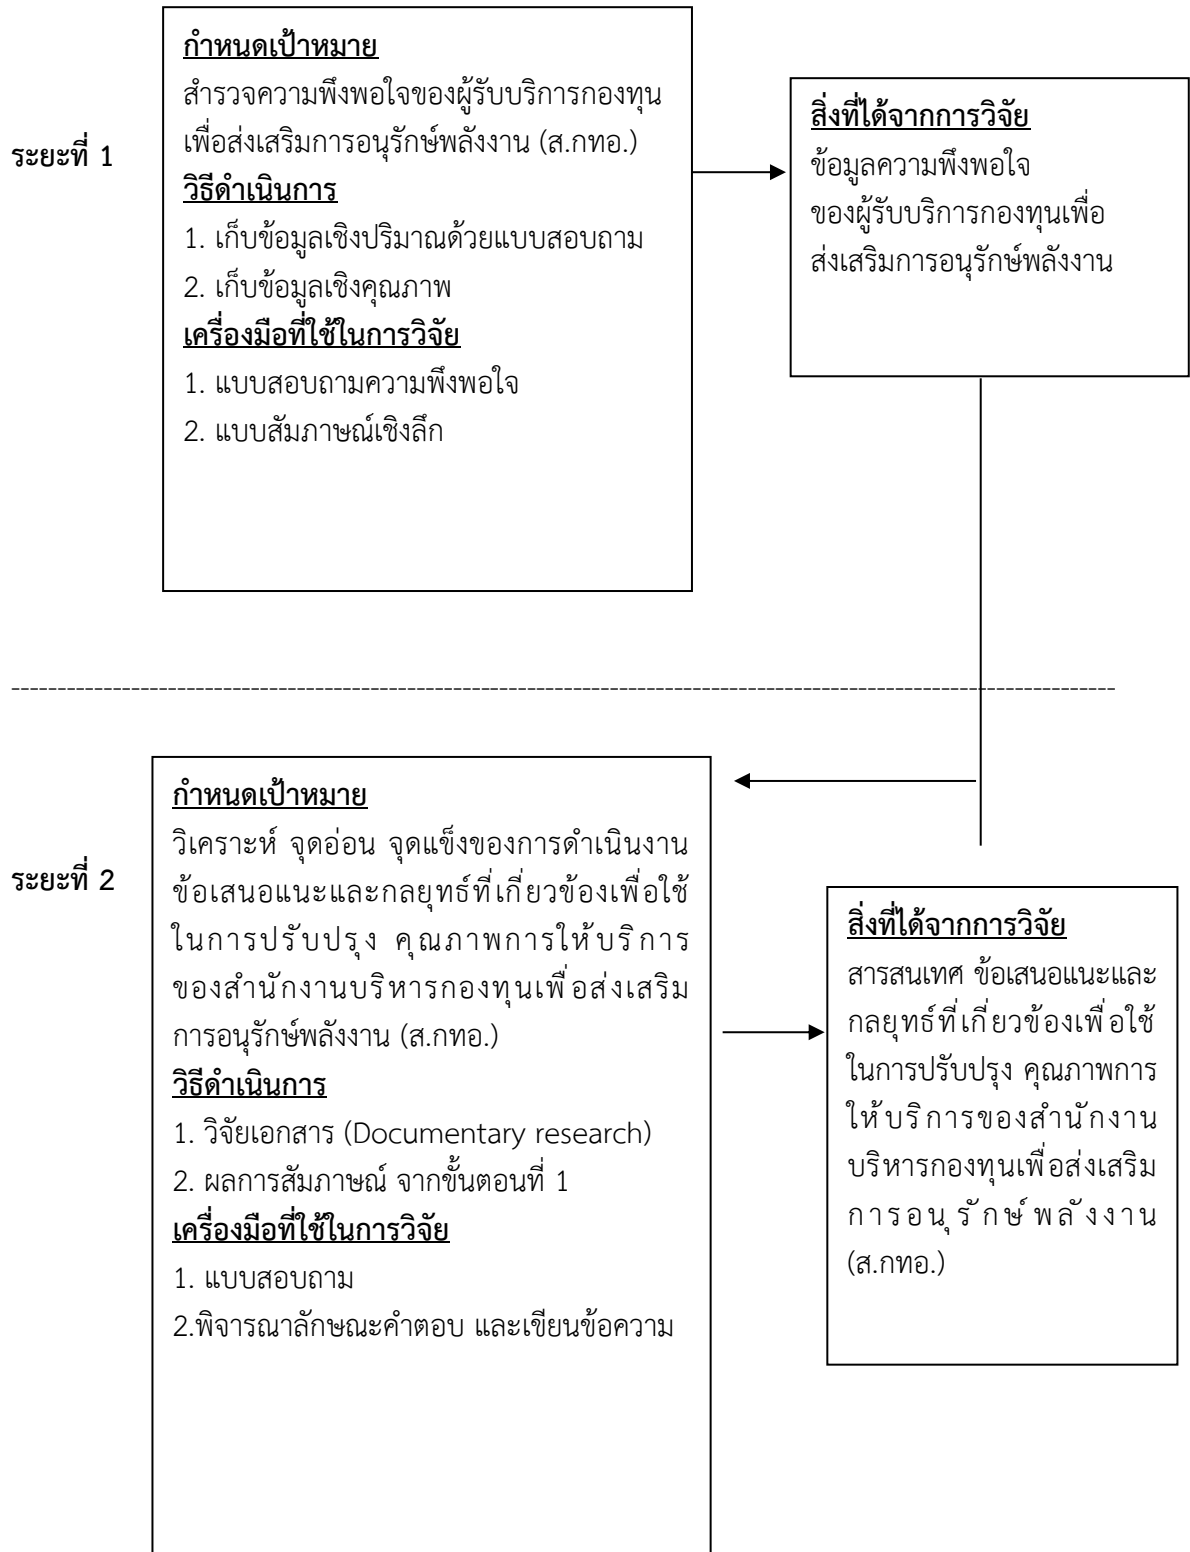 ระยะที่ 1
กำหนดเป้าหมาย
สำรวจความพึงพอใจของผู้รับบริการกองทุน
เพื่อส่งเสริมการอนุรักษ์พลังงาน (ส.กทอ.)
วิธีดำเนินการ
1. เก็บข้อมูลเชิงปริมาณด้วยแบบสอบถาม
2. เก็บข้อมูลเชิงคุณภาพ
เครื่องมือที่ใช้ในการวิจัย
1. แบบสอบถามความพึงพอใจ
2. แบบสัมภาษณ์เชิงลึก
สิ่งที่ได้จากการวิจัย
ข้อมูลความพึงพอใจ
ของผู้รับบริการกองทุนเพื่อ
ส่งเสริมการอนุรักษ์พลังงาน
ระยะที่ 2
กำหนดเป้าหมาย
วิเคราะห์ จุดอ่อน จุดแข็งของการดำเนินงาน
ข้อเสนอแนะและกลยุทธ์ที่เกี่ยวข้องเพื่อใช้
ในการปรับปรุง คุณภาพการให้บริการ
ของสำนักงานบริหารกองทุนเพื่อส่งเสริม
การอนุรักษ์พลังงาน (ส.กทอ.)
วิธีดำเนินการ
1. วิจัยเอกสาร (Documentary research)
2. ผลการสัมภาษณ์ จากขั้นตอนที่ 1
เครื่องมือที่ใช้ในการวิจัย
1. แบบสอบถาม
2.พิจารณาลักษณะคำตอบ และเขียนข้อความ
สิ่งที่ได้จากการวิจัย
สารสนเทศ ข้อเสนอแนะและ
กลยุทธ์ที่เกี่ยวข้องเพื่อใช้
ในการปรับปรุง คุณภาพการ
ให้บริการของสำนักงาน
บริหารกองทุนเพื่อส่งเสริม
การอนุรักษ์พลังงาน
(ส.กทอ.)